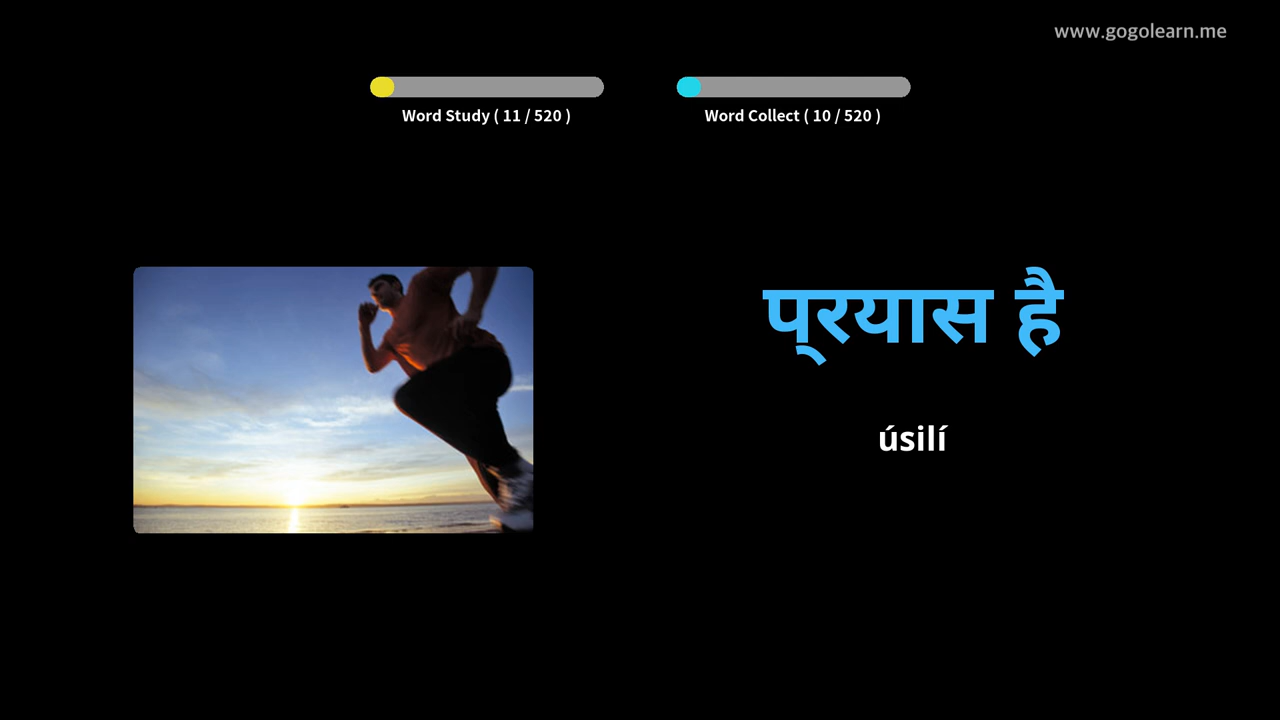 www.gogolearn.me
Word Study ( 11 / 520 )
Word Collect ( 10 / 520 )
प्‌रयास है
úsilí